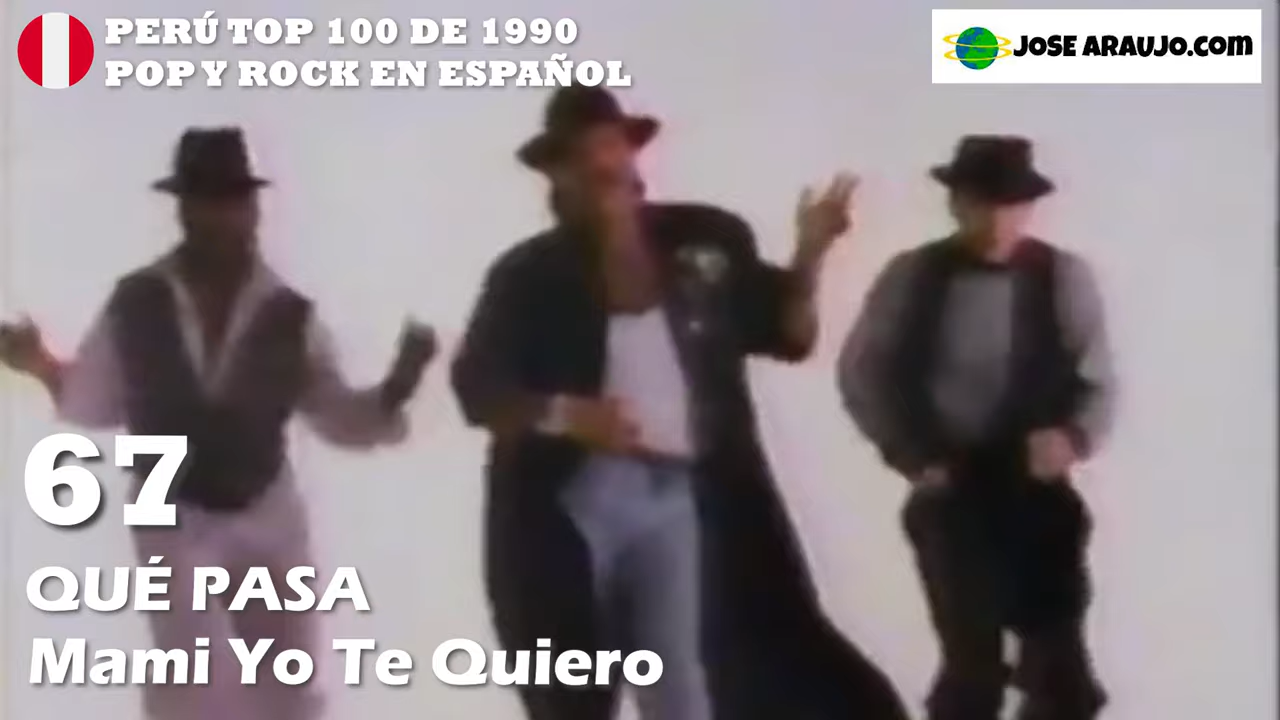 PERÚ TOP 100 DE 1990
POP Y ROCK EN ESPAÑOL
JOSE ARAUJO.com
67
QUÉ PASA
Mami Yo Te Quiero